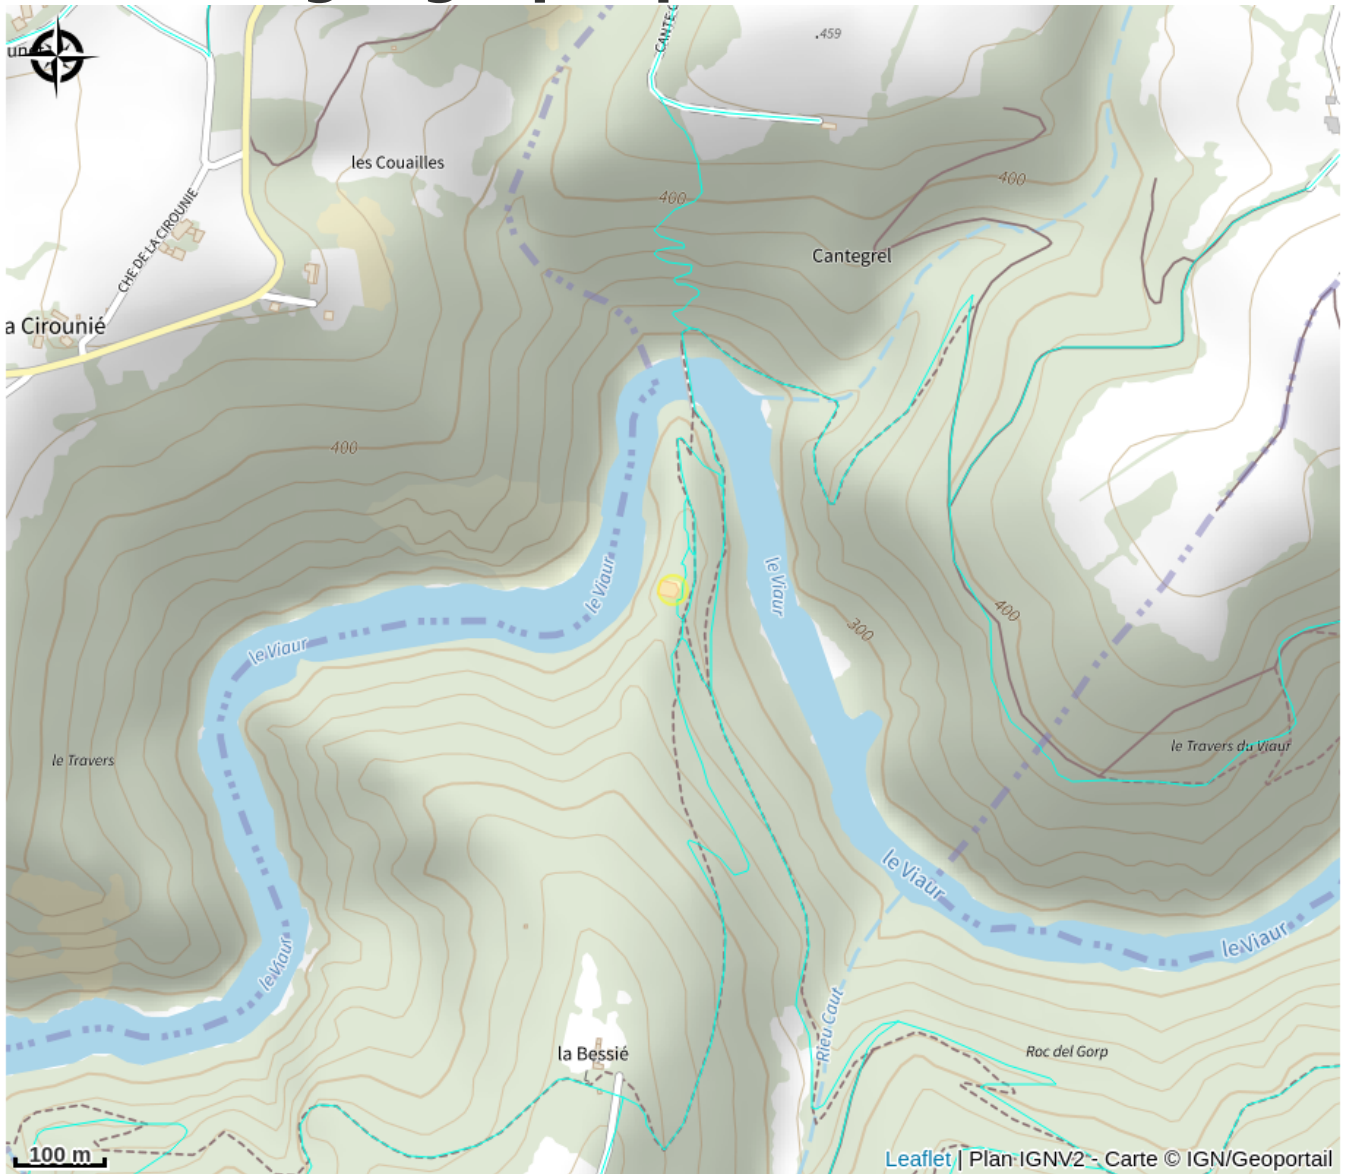 459
les Couailles
400
400
Cantegrel
CHE DE LA CIROUNIE
a Cirounié
400
le Viaur
le Viaur
300
400
le Viaur
le Travers du Viaur
le Travers
le Viaur
le Viaur
le Viaur
Rieu Caut
la Bessié
Roc del Gorp
100 m
Leaflet | Plan IGNV2 - Carte © IGN/Geoportail